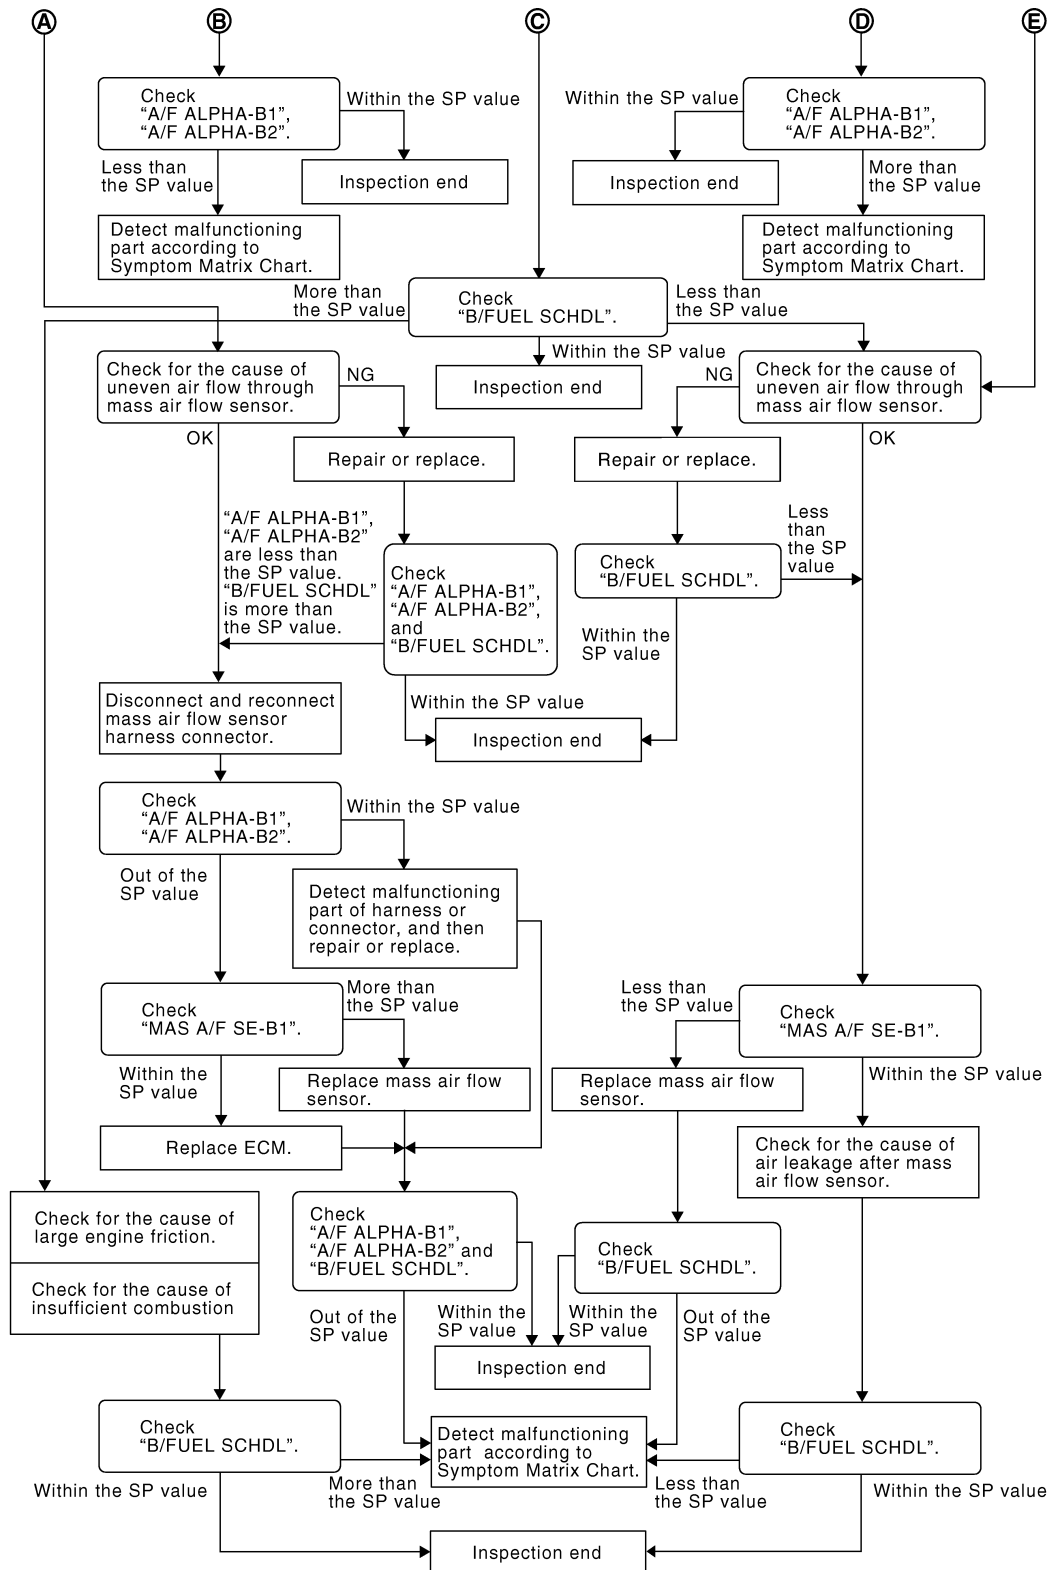 A
B
C
D
E
Check
“A/F ALPHA-B1”,
“A/F ALPHA-B2”.
Within the SP value
Within the SP value
Check
“A/F ALPHA-B1”,
“A/F ALPHA-B2”.
Less than
the SP value
Inspection end
Inspection end
More than
the SP value
Detect malfunctioning
part according to
Symptom Matrix Chart.
Detect malfunctioning
part according to
Symptom Matrix Chart.
More than
the SP value
Check
“B/FUEL SCHDL”.
Less than
the SP value
Within the SP value
Check for the cause of
uneven air flow through
mass air flow sensor.
NG
Inspection end
NG
Check for the cause of
uneven air flow through
mass air flow sensor.
OK
OK
Repair or replace.
Repair or replace.
“A/F ALPHA-B1”,
“A/F ALPHA-B2”
are less than
the SP value.
“B/FUEL SCHDL”
is more than
the SP value.
Check
“A/F ALPHA-B1”,
“A/F ALPHA-B2”,
and
“B/FUEL SCHDL”.
Check
“B/FUEL SCHDL”.
Less
than
the SP
value
Within the
SP value
Disconnect and reconnect
mass air flow sensor
harness connector.
Within the SP value
Inspection end
Check
“A/F ALPHA-B1”,
“A/F ALPHA-B2”.
Within the SP value
Out of the
SP value
Detect malfunctioning
part of harness or
connector, and then
repair or replace.
Check
“MAS A/F SE-B1”.
More than
the SP value
Less than
the SP value
Check
“MAS A/F SE-B1”.
Within the
SP value
Replace mass air flow
sensor.
Replace mass air flow
sensor.
Within the SP value
Replace ECM.
Check for the cause of
air leakage after mass
air flow sensor.
Check for the cause of
large engine friction.
Check for the cause of
insufficient combustion
Check
“A/F ALPHA-B1”,
“A/F ALPHA-B2” and
“B/FUEL SCHDL”.
Check
“B/FUEL SCHDL”.
Out of the
SP value
Within the
SP value
Within the
SP value
Out of the
SP value
Inspection end
Check
“B/FUEL SCHDL”.
Detect malfunctioning
part according to
Symptom Matrix Chart.
Check
“B/FUEL SCHDL”.
Within the SP value
More than
the SP value
Less than
the SP value
Within the SP value
Inspection end